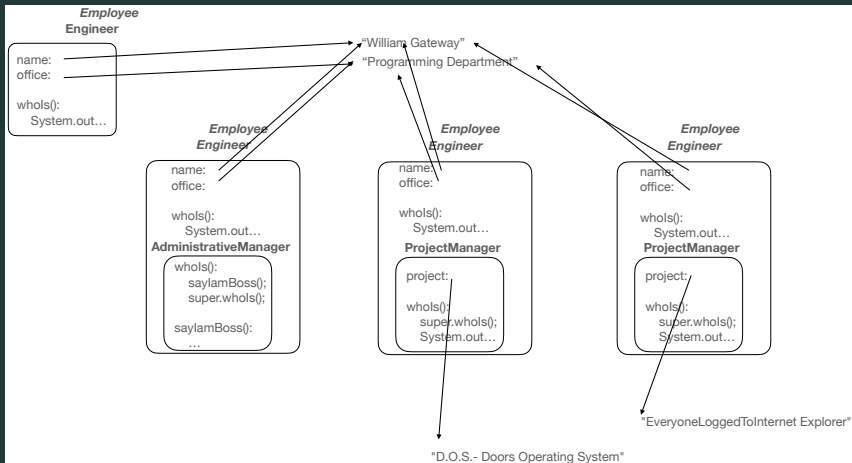 Employee
Engineer
name:
office:
whoIs():
System.out…
"William Gateway"
"Programming Department"
Employee
Engineer
name:
office:
whoIs():
System.out…
AdministrativeManager
whoIs():
sayIamBoss();
super.whoIs();
sayIamBoss():
…
Employee
Engineer
name:
office:
whoIs():
System.out…
ProjectManager
project:
whoIs():
super.whoIs();
System.out…
"D.O.S.- Doors Operating System"
Employee
Engineer
name:
office:
whoIs():
System.out…
ProjectManager
project:
whoIs():
super.whoIs();
System.out…
"EveryoneLoggedToInternet Explorer"